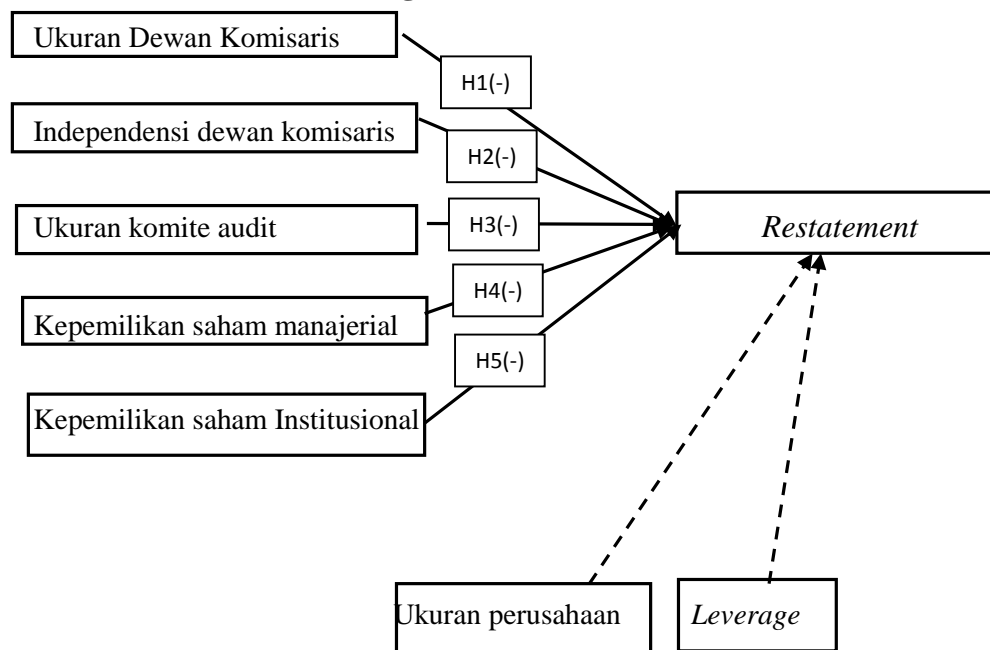 Ukuran Dewan Komisaris
H1(-)
Independensi dewan komisaris
H2(-)
Ukuran komite audit
H3(-)
Restatement
Kepemilikan saham manajerial
H4(-)
Kepemilikan saham Institusional
H5(-)
Ukuran perusahaan
Leverage